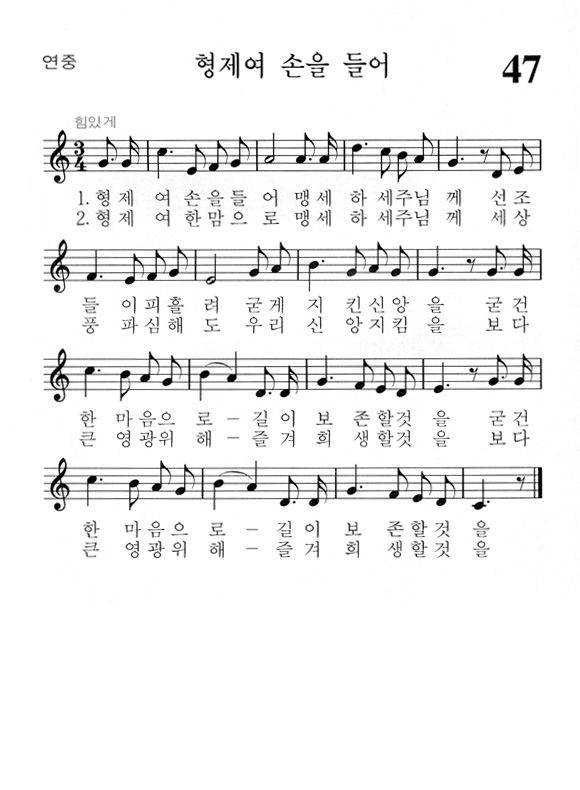 연중
형제여 손을 들어
47
힘있게
3
4
1. 형 제 여 손 을 들 어 맹 세 하 세 주 님 께 선 조
2. 형 제 여 한 맘 으 로 맹 세 하 세 주 님 께 세 상
들 이 피 흘 려 굳 게 지 킨 신 앙 을 굳 건
풍 파 심 해 도 우 리 신 앙 지 킴 을 보 다
한 마 음 으 로 - 길 이 보 존 할 것 을 굳 건
큰 영 광 위 해 - 즐 겨 희 생 할 것 을 보 다
한 마 음 으 로 - 길 이 보 존 할 것 을
큰 영 광 위 해 - 즐 겨 희 생 할 것 을